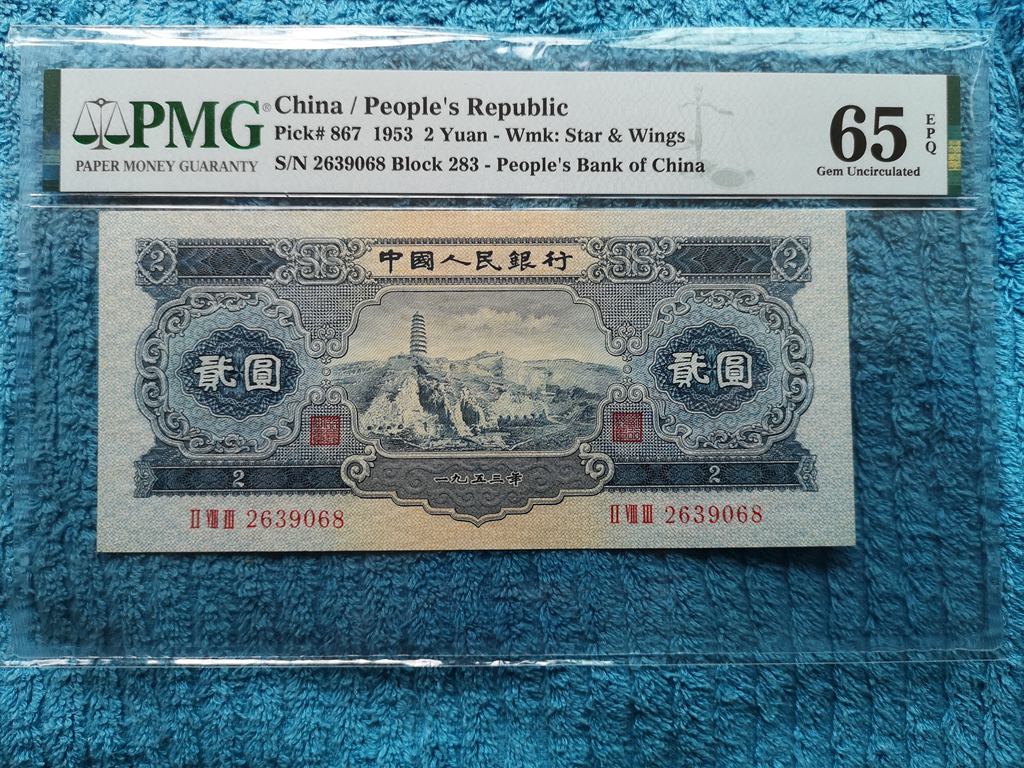 PMG® China / People's Republic
PAPER MONEY GUARANTY
Pick# 867 1953 2 Yuan - Wmk: Star & Wings
S/N 2639068 Block 283 - People's Bank of China
65 EPQ
Gem Uncirculated
2 中國人民銀行 2
貳圓 貳圓
一九五三年
2 2
II VIII III 2639068 II VIII III 2639068